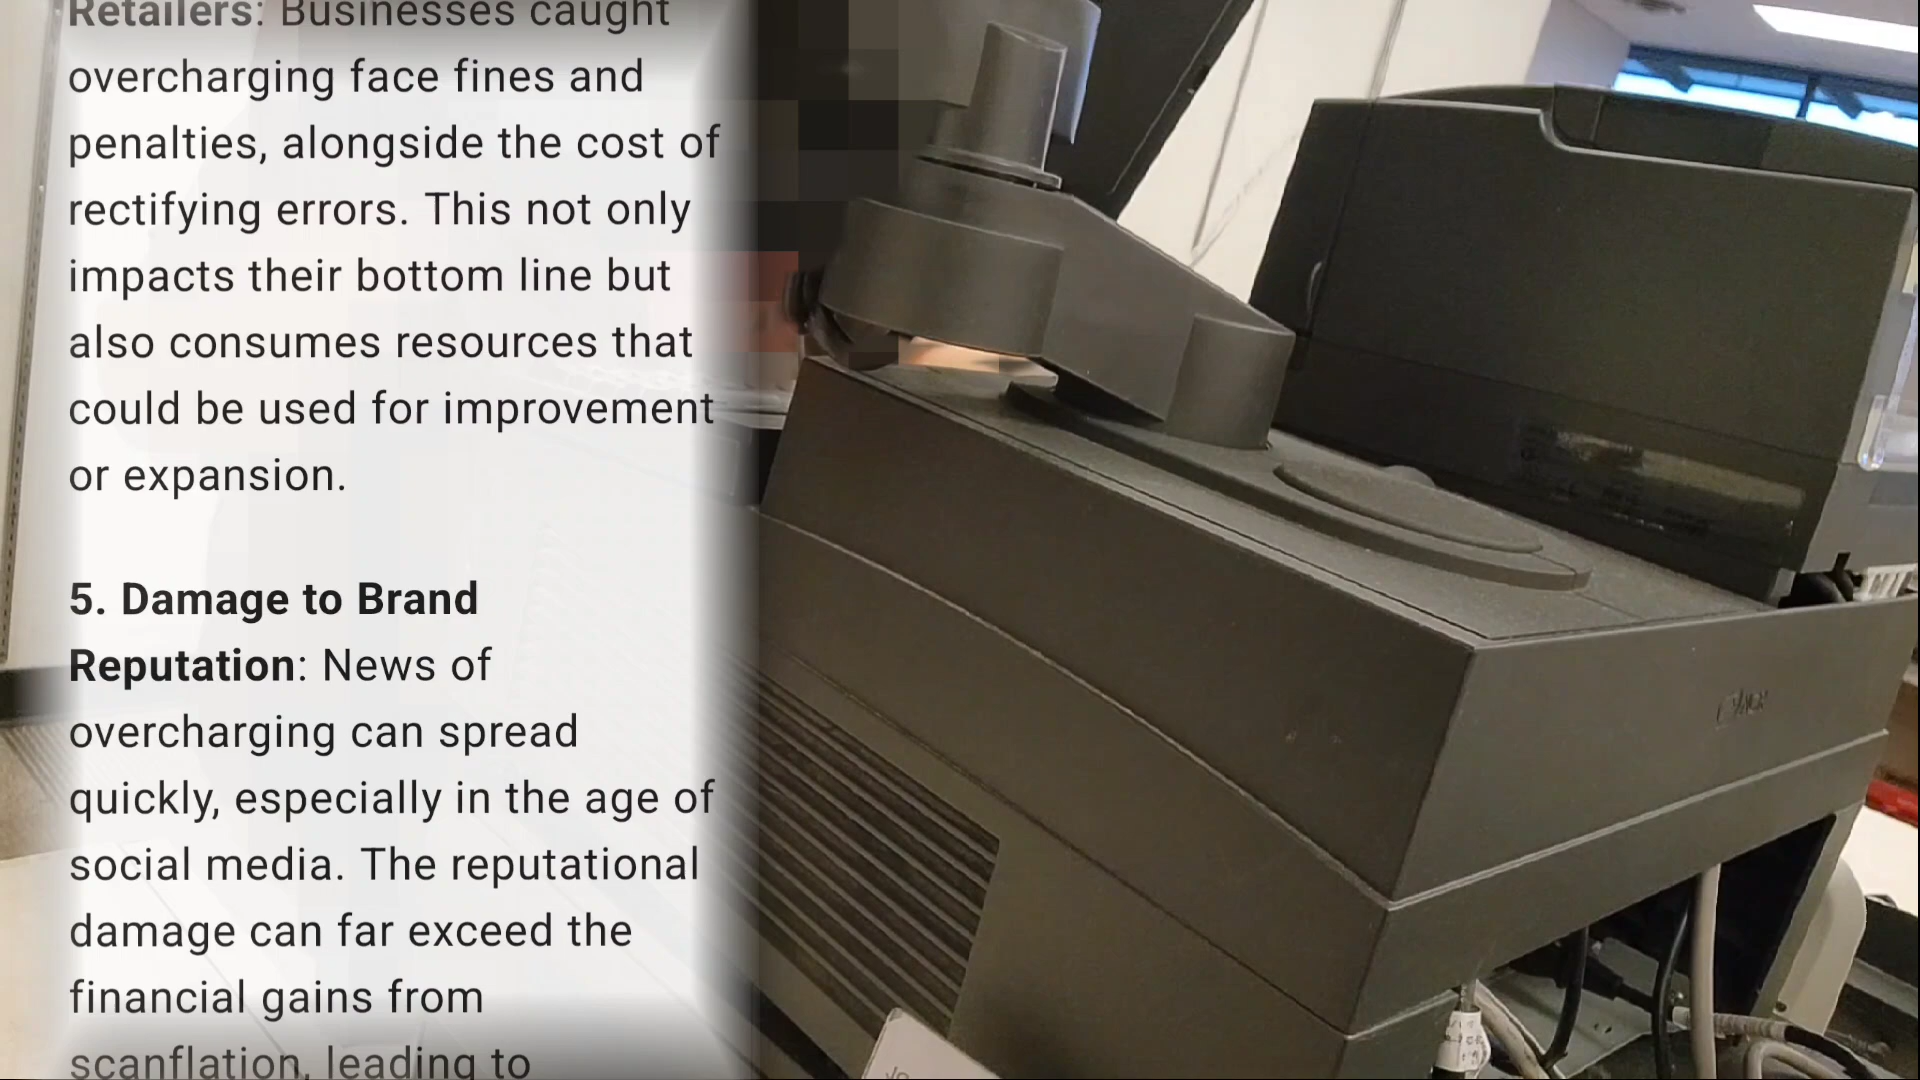 Retailers: Businesses caught
overcharging face fines and
penalties, alongside the cost of
rectifying errors. This not only
impacts their bottom line but
also consumes resources that
could be used for improvement
or expansion.
5. Damage to Brand
Reputation: News of
overcharging can spread
quickly, especially in the age of
social media. The reputational
damage can far exceed the
financial gains from
scanflation, leading to